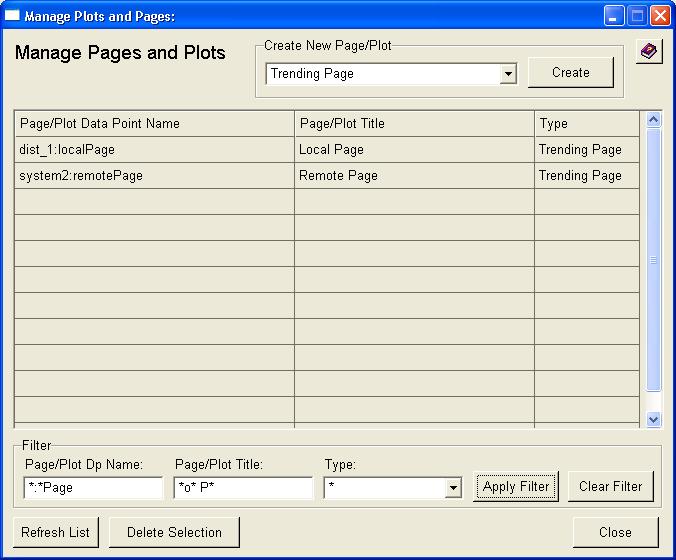 Manage Plots and Pages:
Manage Pages and Plots
Create New Page/Plot
Trending Page
Create
Page/Plot Data Point Name Page/Plot Title Type
dist_1:localPage Local Page Trending Page
system2:remotePage Remote Page Trending Page
Filter
Page/Plot Dp Name: Page/Plot Title: Type:
*:*Page *o* P* * Apply Filter Clear Filter
Refresh List Delete Selection Close